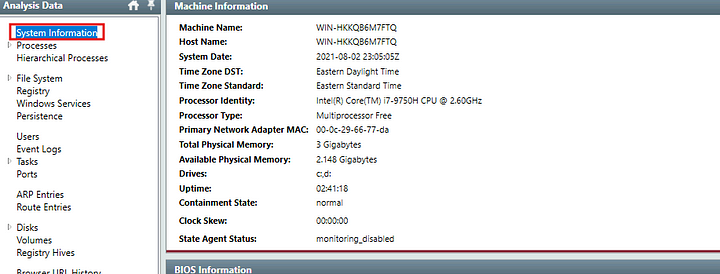 Analysis Data
System Information
Processes
Hierarchical Processes
File System
Registry
Windows Services
Persistence
Users
Event Logs
Tasks
Ports
ARP Entries
Route Entries
Disks
Volumes
Registry Hives
Browser URL History
Machine Information
Machine Name: WIN-HKKQB6M7FTQ
Host Name: WIN-HKKQB6M7FTQ
System Date: 2021-08-02 23:05:05Z
Time Zone DST: Eastern Daylight Time
Time Zone Standard: Eastern Standard Time
Processor Identity: Intel(R) Core(TM) i7-9750H CPU @ 2.60GHz
Processor Type: Multiprocessor Free
Primary Network Adapter MAC: 00-0c-29-66-77-da
Total Physical Memory: 3 Gigabytes
Available Physical Memory: 2.148 Gigabytes
Drives: c:,d:
Uptime: 02:41:18
Containment State: normal
Clock Skew: 00:00:00
State Agent Status: monitoring_disabled
BIOS Information